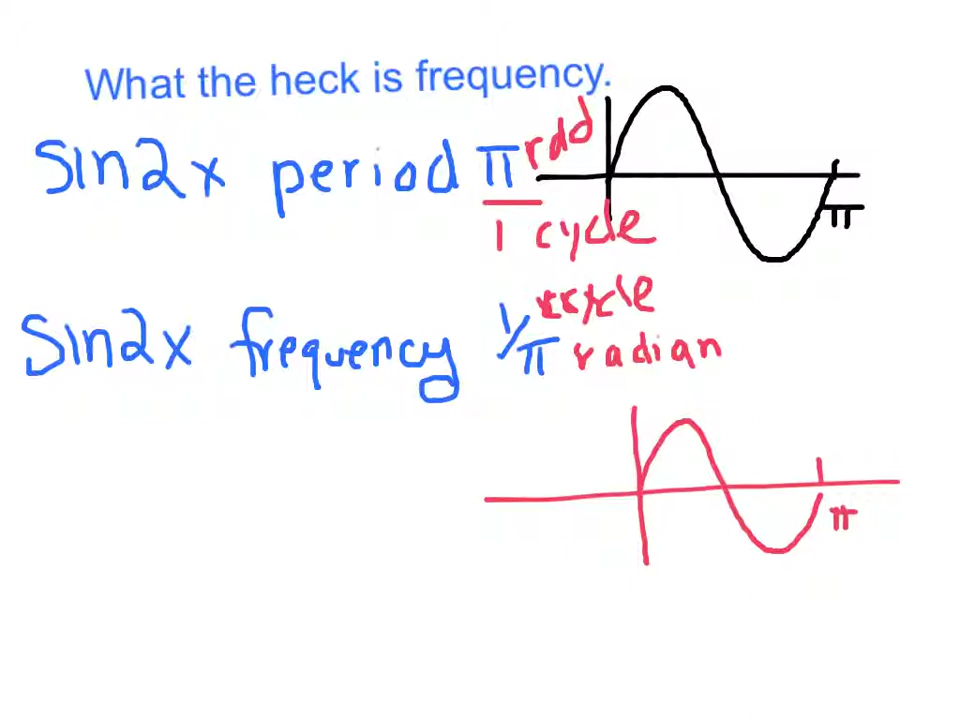 What the heck is frequency.
sin2x period π rad
1 cycle
π
cycle
sin2x frequency 1/π radian
π